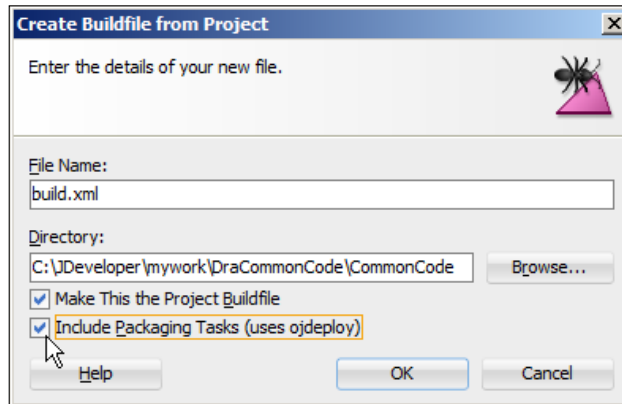 Create Buildfile from Project
Enter the details of your new file.
File Name:
build.xml
Directory:
C:\JDeveloper\mywork\DraCommonCode\CommonCode
Browse...
Make This the Project Buildfile
Include Packaging Tasks (uses ojdeploy)
Help
OK
Cancel